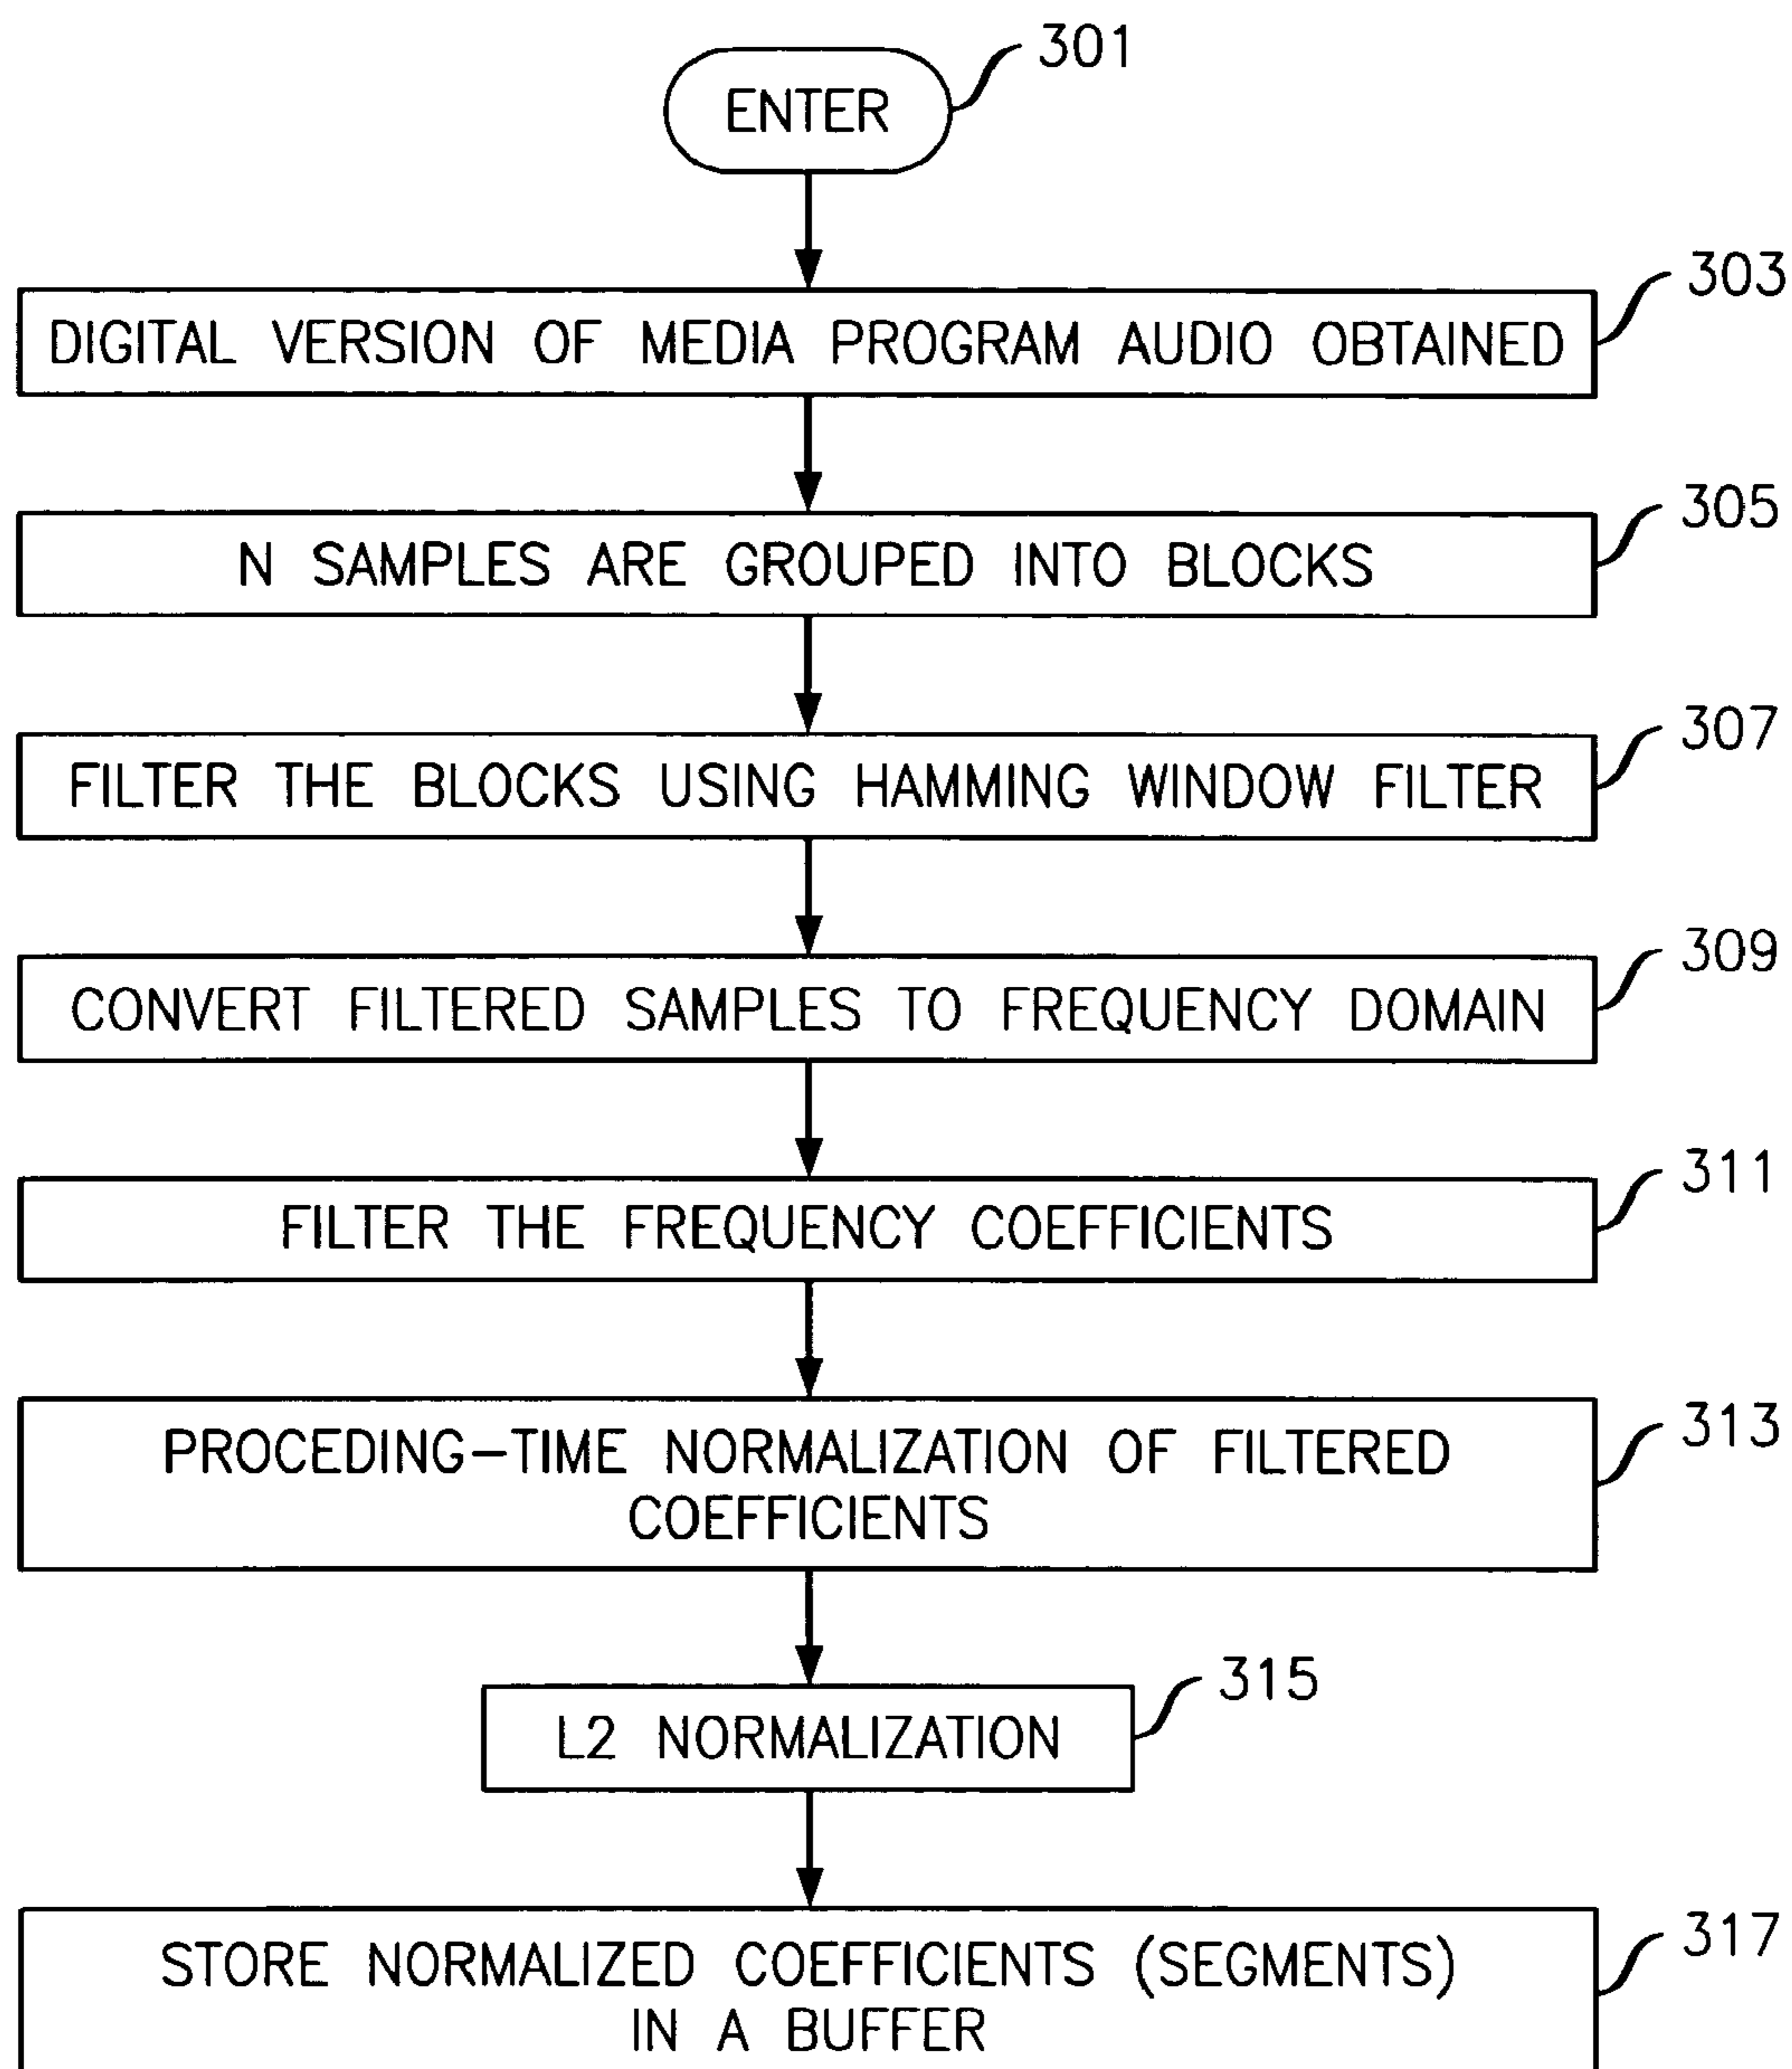 301
ENTER
303
DIGITAL VERSION OF MEDIA PROGRAM AUDIO OBTAINED
305
N SAMPLES ARE GROUPED INTO BLOCKS
307
FILTER THE BLOCKS USING HAMMING WINDOW FILTER
309
CONVERT FILTERED SAMPLES TO FREQUENCY DOMAIN
311
FILTER THE FREQUENCY COEFFICIENTS
313
PROCEDING-TIME NORMALIZATION OF FILTERED
COEFFICIENTS
315
L2 NORMALIZATION
317
STORE NORMALIZED COEFFICIENTS (SEGMENTS)
IN A BUFFER